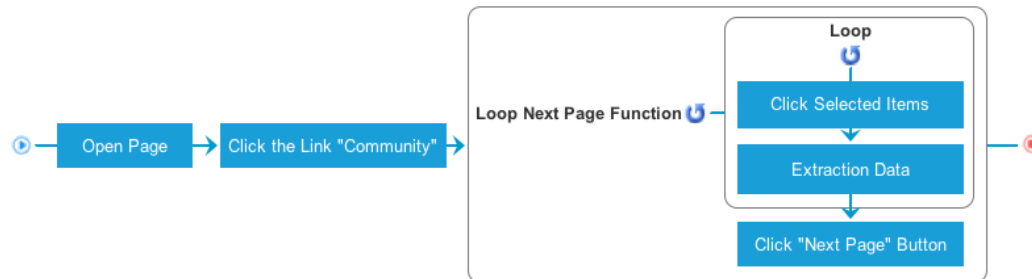 Loop
Click Selected Items
Loop Next Page Function
Open Page
Click the Link "Community"
Extraction Data
Click "Next Page" Button